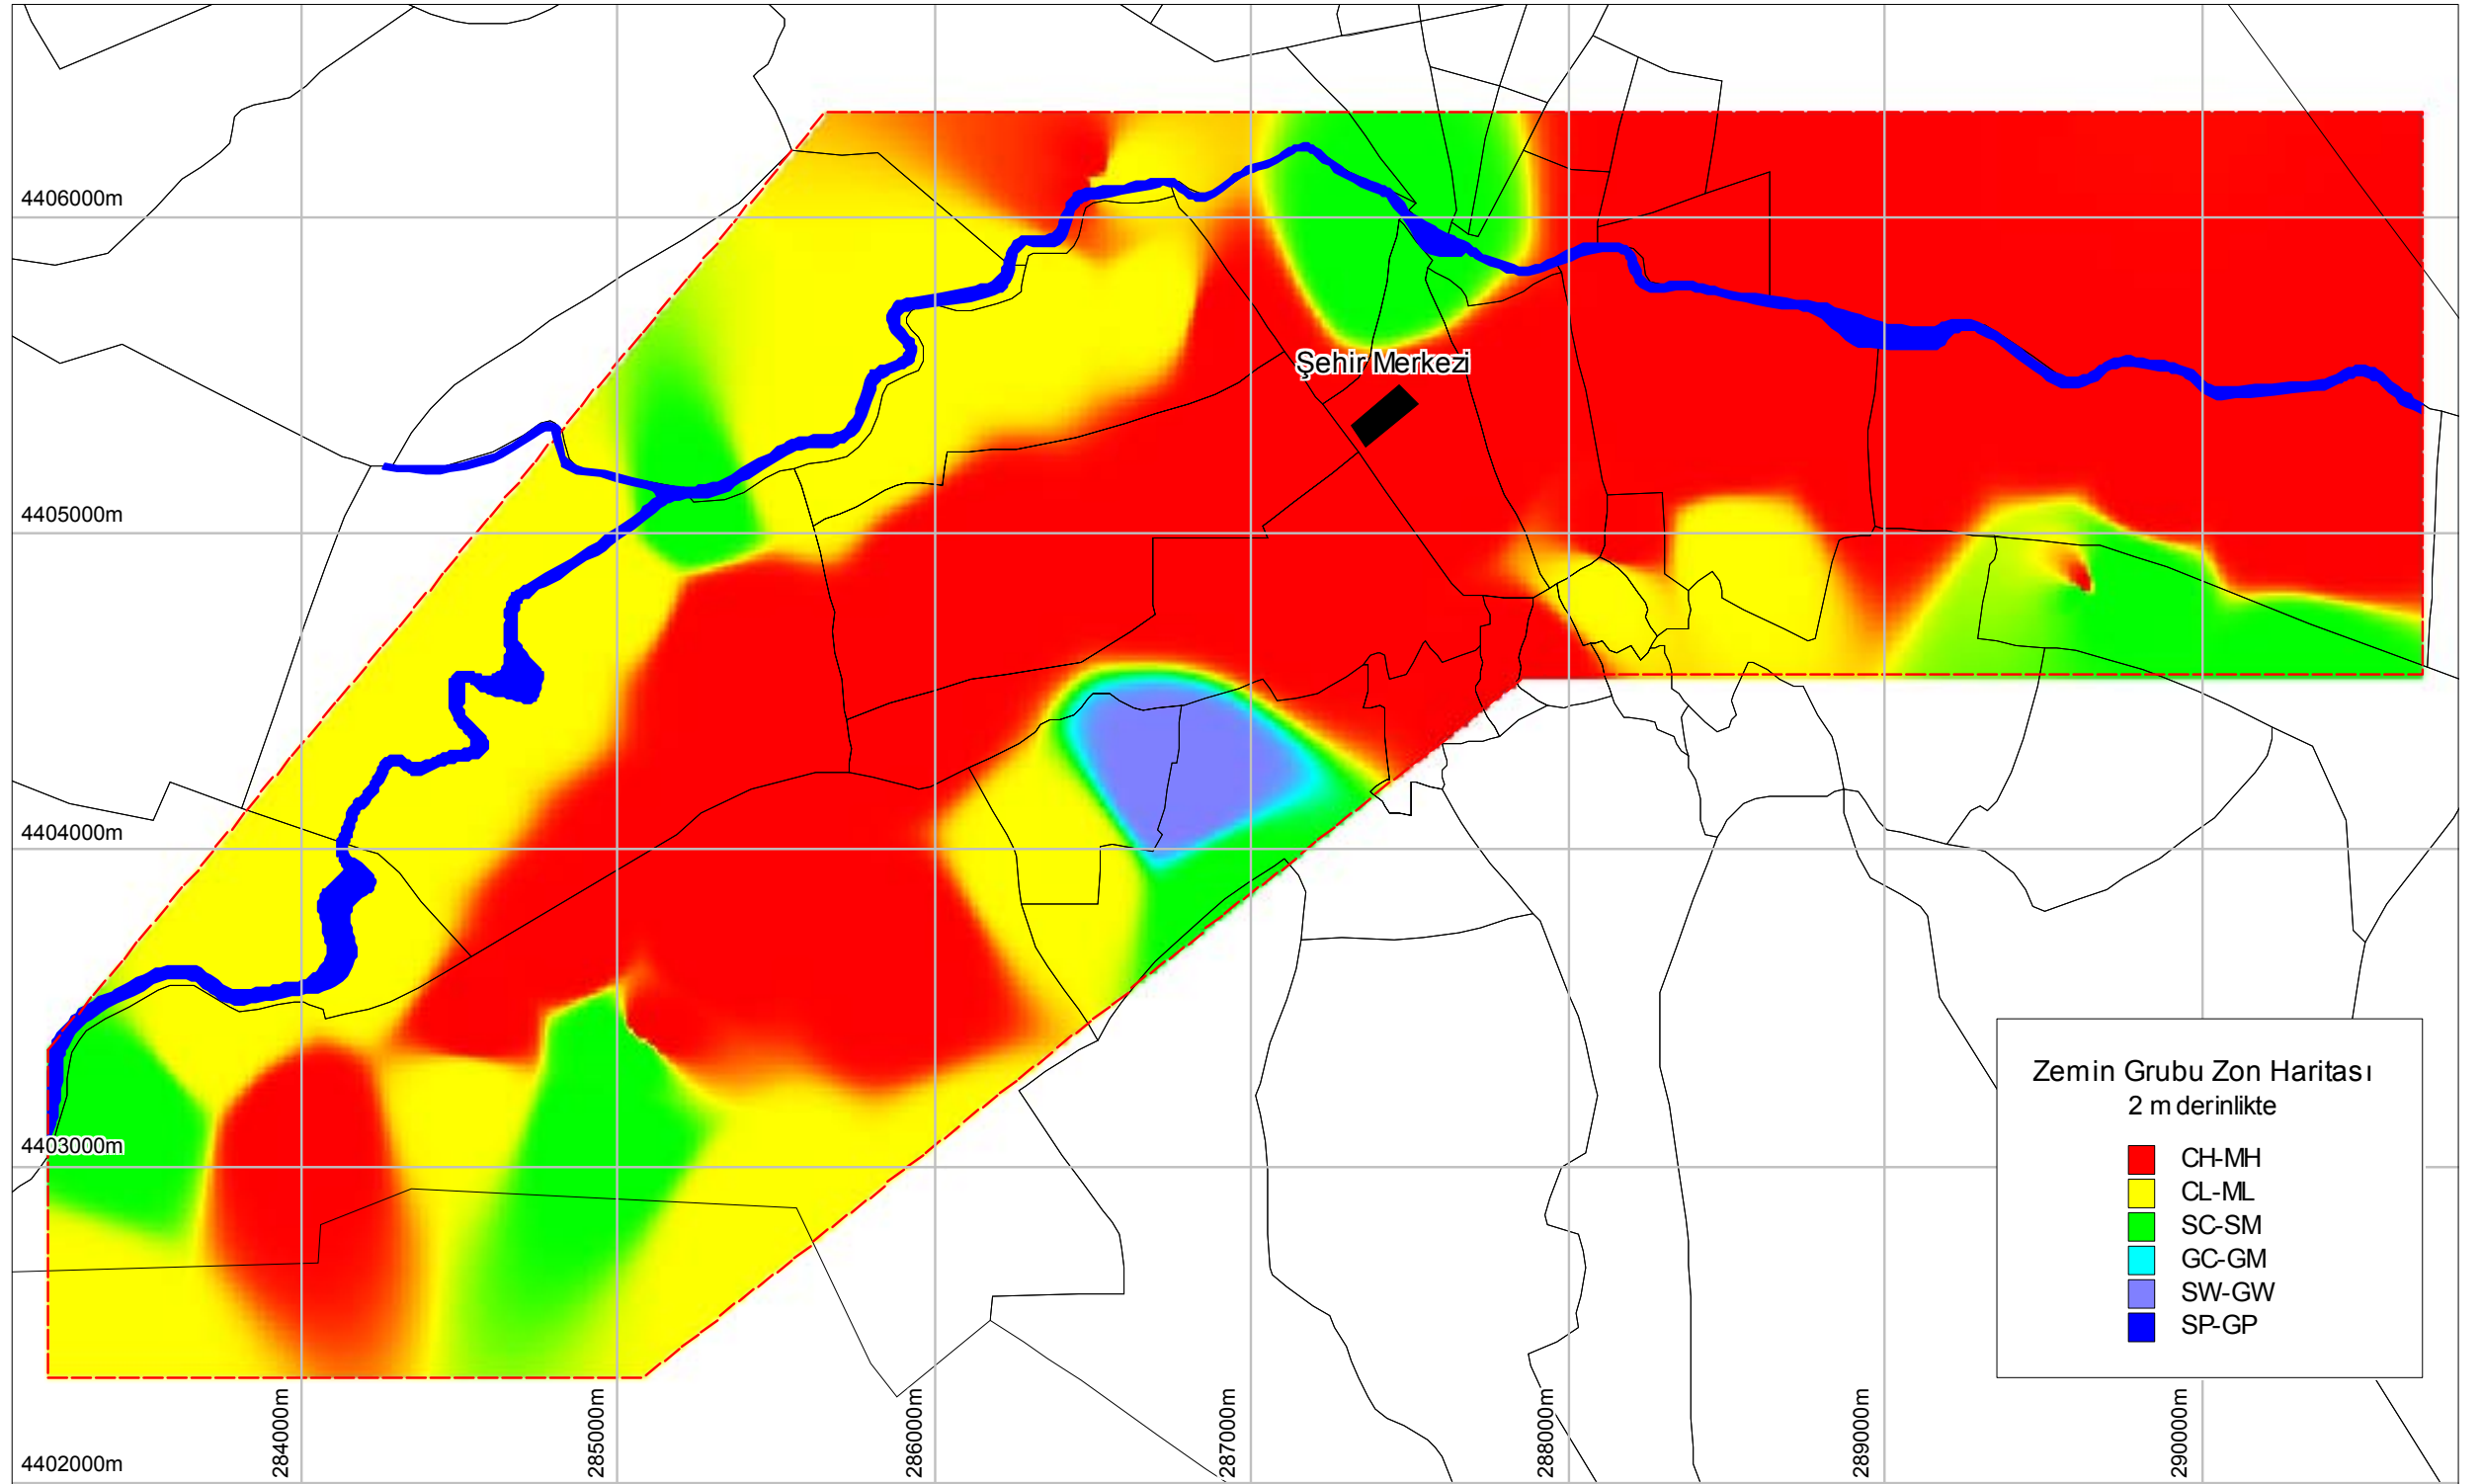 4406000m
Şehir Merkezi
4405000m
4404000m
4403000m
Zemin Grubu Zon Haritası
2 m derinlikte
CH-MH
CL-ML
SC-SM
GC-GM
SW-GW
SP-GP
4402000m
284000m
285000m
286000m
287000m
288000m
289000m
290000m